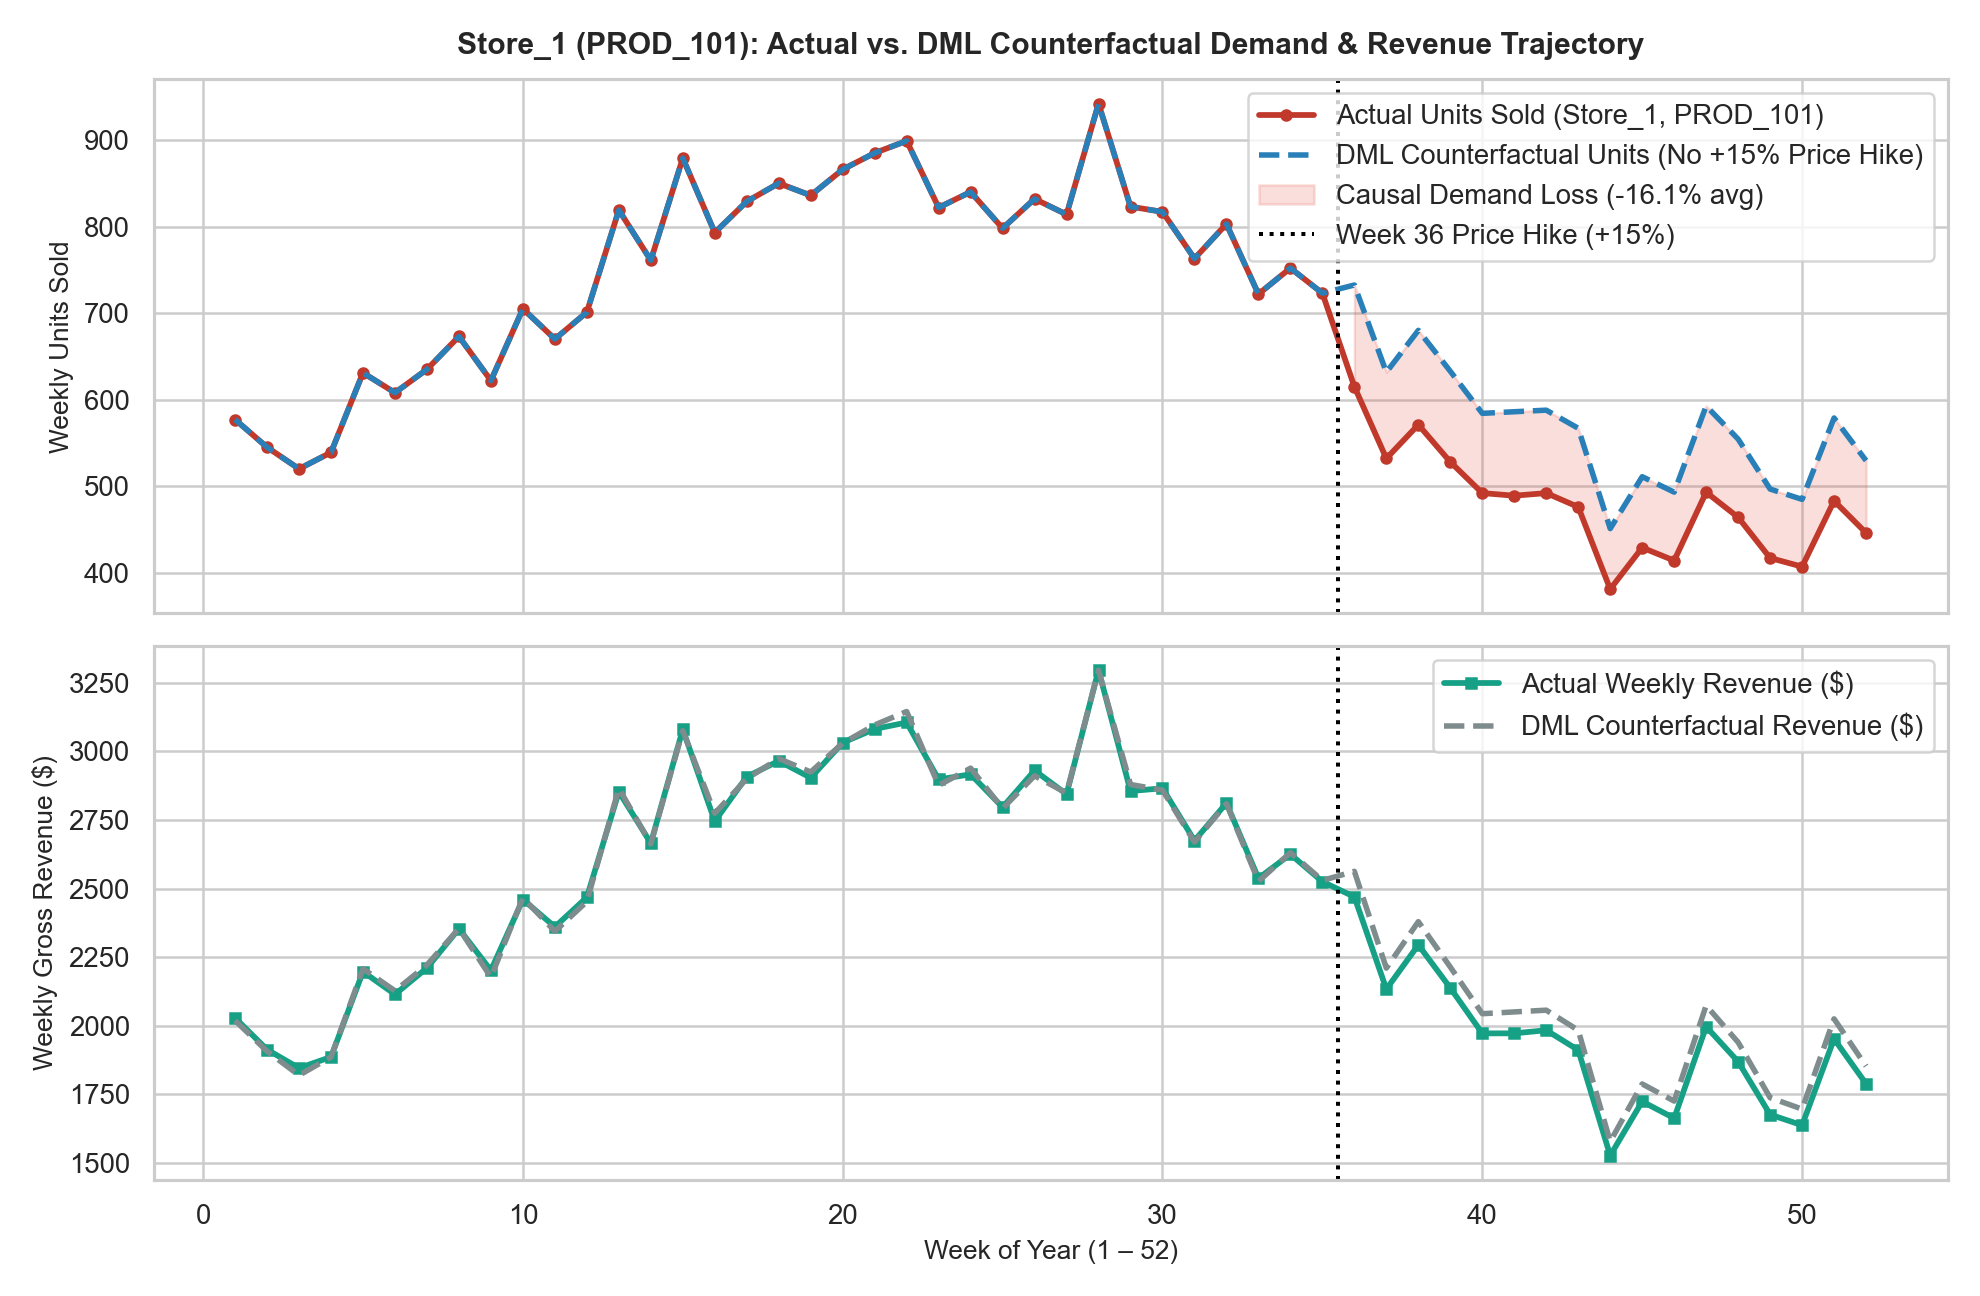 Store_1 (PROD_101): Actual vs. DML Counterfactual Demand & Revenue Trajectory
Weekly Units Sold
900
800
700
600
500
400
Actual Units Sold (Store_1, PROD_101)
DML Counterfactual Units (No +15% Price Hike)
Causal Demand Loss (-16.1% avg)
Week 36 Price Hike (+15%)
Weekly Gross Revenue ($)
3250
3000
2750
2500
2250
2000
1750
1500
Actual Weekly Revenue ($)
DML Counterfactual Revenue ($)
0 10 20 30 40 50
Week of Year (1 – 52)